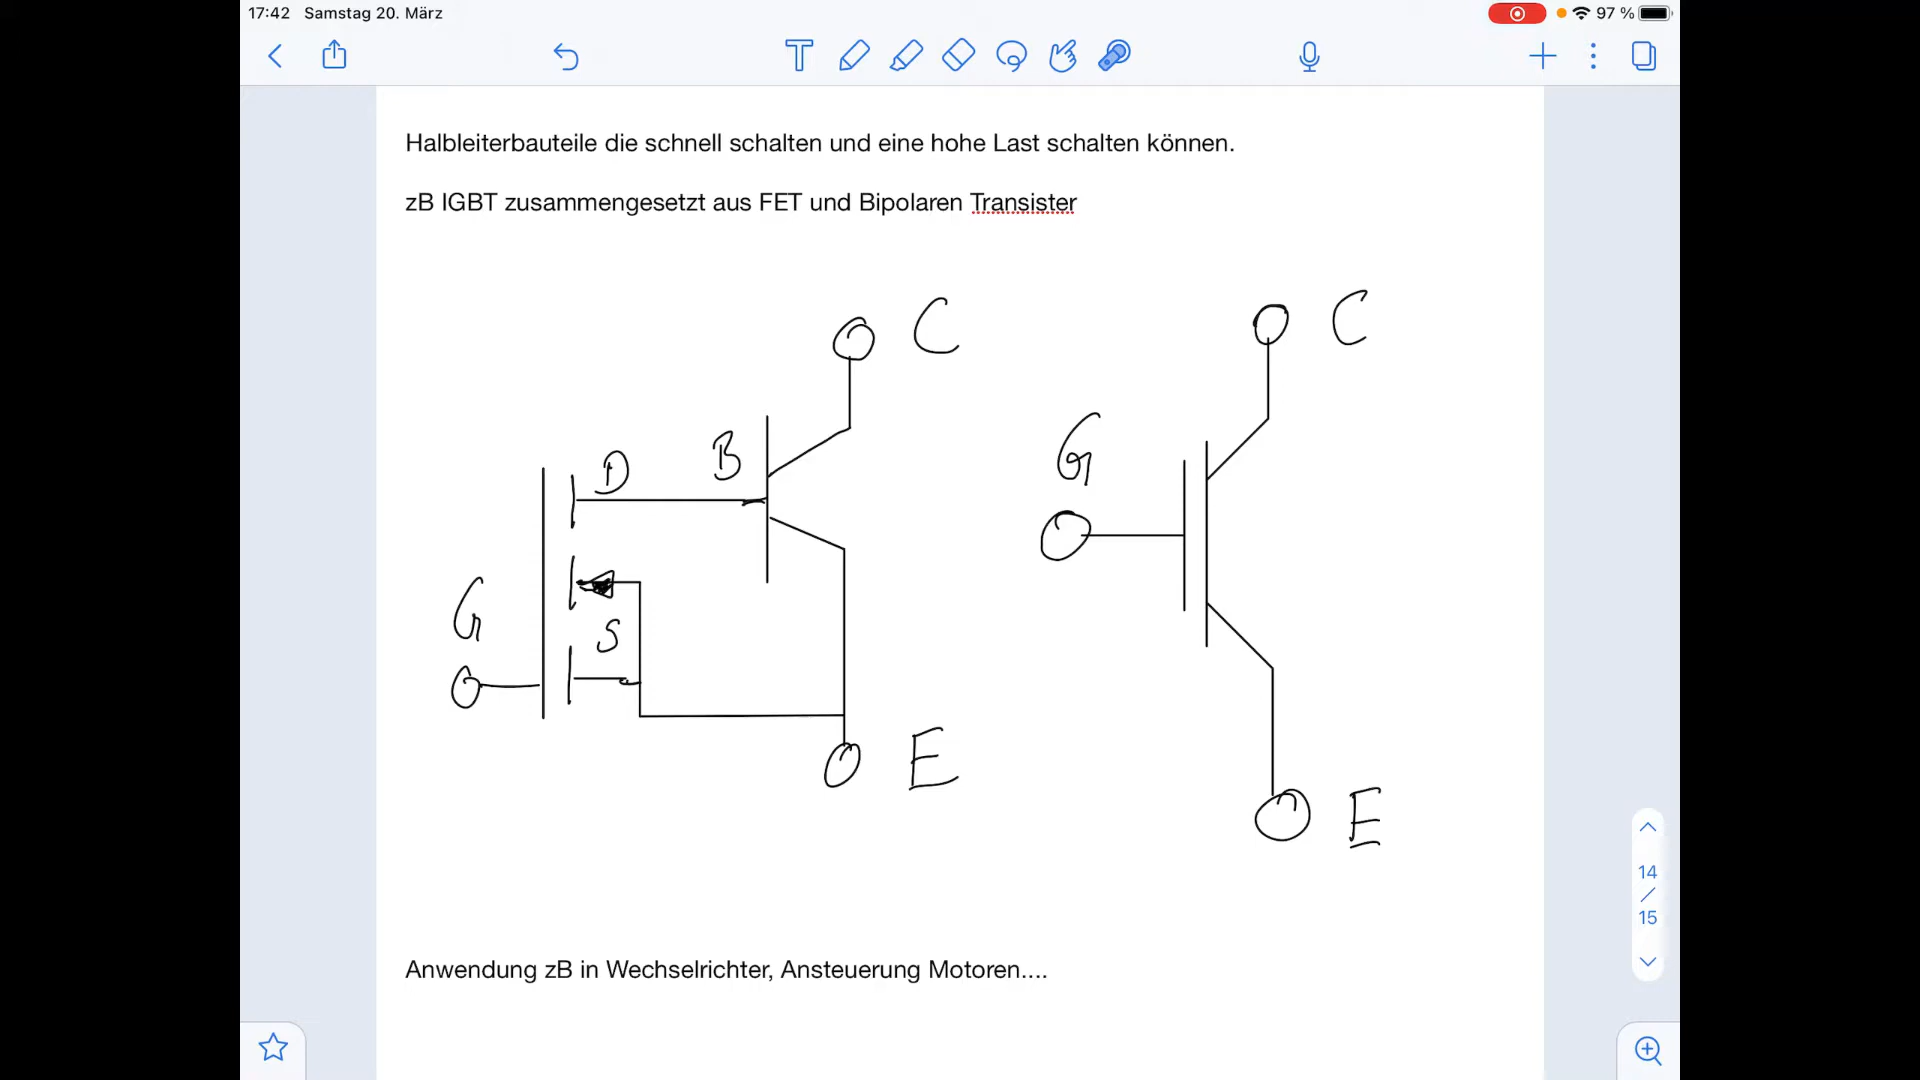 17:42 Samstag 20. März 97 %
T
Halbleiterbauteile die schnell schalten und eine hohe Last schalten können.
zB IGBT zusammengesetzt aus FET und Bipolaren Transister
C C
G
D B
G
S
E
E
14
/
15
Anwendung zB in Wechselrichter, Ansteuerung Motoren....